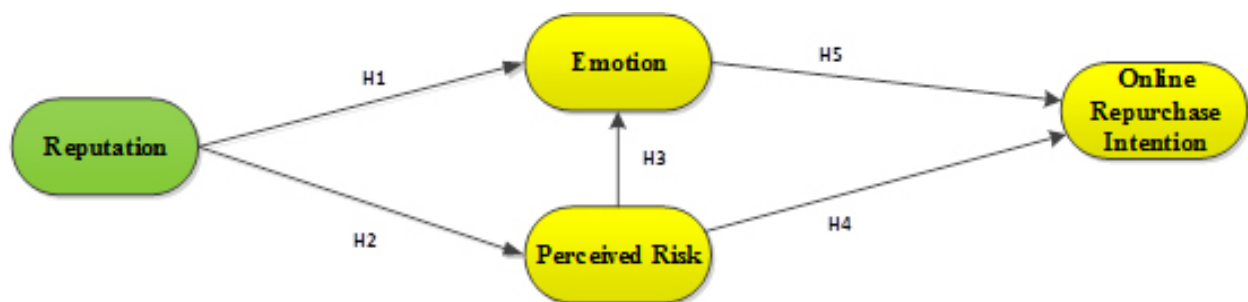 H1
Emotion
H5
Online
Repurchase
Intention
Reputation
H3
H2
Perceived Risk
H4